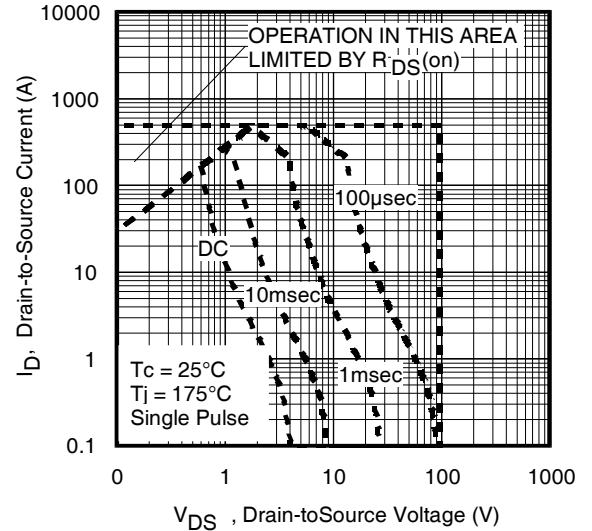 OPERATION IN THIS AREA
LIMITED BY RDS(on)
10000
1000
100
10
1
0.1
ID, Drain-to-Source Current (A)
100µsec
DC
10msec
1msec
Tc = 25°C
Tj = 175°C
Single Pulse
0 1 10 100 1000
VDS , Drain-toSource Voltage (V)